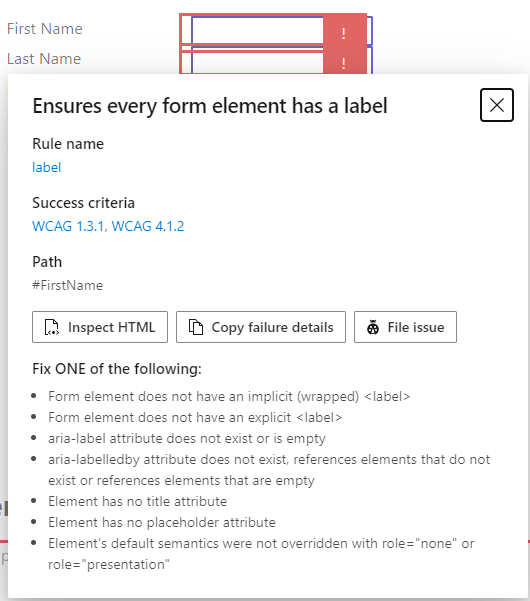 First Name
!
Last Name
!
Ensures every form element has a label
Rule name
label
Success criteria
WCAG 1.3.1, WCAG 4.1.2
Path
#FirstName
Inspect HTML
Copy failure details
File issue
Fix ONE of the following:
• Form element does not have an implicit (wrapped) <label>
• Form element does not have an explicit <label>
• aria-label attribute does not exist or is empty
• aria-labelledby attribute does not exist, references elements that do not
exist or references elements that are empty
• Element has no title attribute
• Element has no placeholder attribute
• Element's default semantics were not overridden with role="none" or
role="presentation"